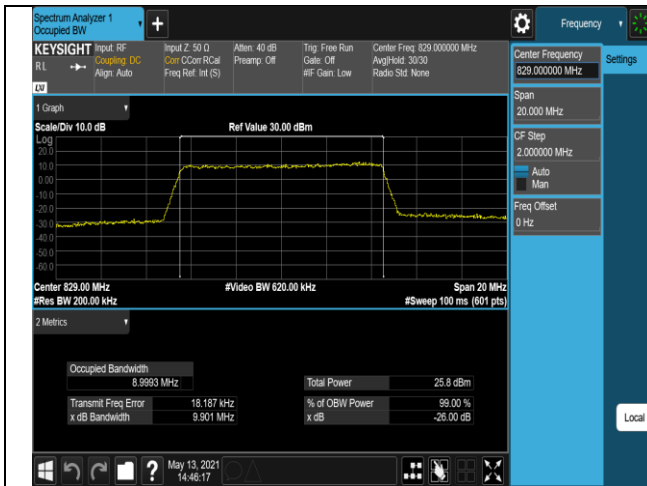 Spectrum Analyzer 1
Occupied BW
Frequency
KEYSIGHT
RL
LXI
Input: RF
Coupling: DC
Align: Auto
Input Z: 50 Ω
Corr CCorr RCal
Freq Ref: Int (S)
Atten: 40 dB
Preamp: Off
Trig: Free Run
Gate: Off
#IF Gain: Low
Center Freq: 829.000000 MHz
Avg|Hold: 30/30
Radio Std: None
Center Frequency
829.000000 MHz
Settings
Span
20.000 MHz
CF Step
2.000000 MHz
Auto
Man
Freq Offset
0 Hz
1 Graph
Scale/Div 10.0 dB
Ref Value 30.00 dBm
Log
20.0
10.0
0.00
-10.0
-20.0
-30.0
-40.0
-50.0
-60.0
Center 829.00 MHz
#Video BW 620.00 kHz
Span 20 MHz
#Res BW 200.00 kHz
#Sweep 100 ms (601 pts)
2 Metrics
Occupied Bandwidth
8.9993 MHz
Total Power
25.8 dBm
Transmit Freq Error
18.187 kHz
% of OBW Power
99.00 %
x dB Bandwidth
9.901 MHz
x dB
-26.00 dB
Local
?
May 13, 2021
14:46:17